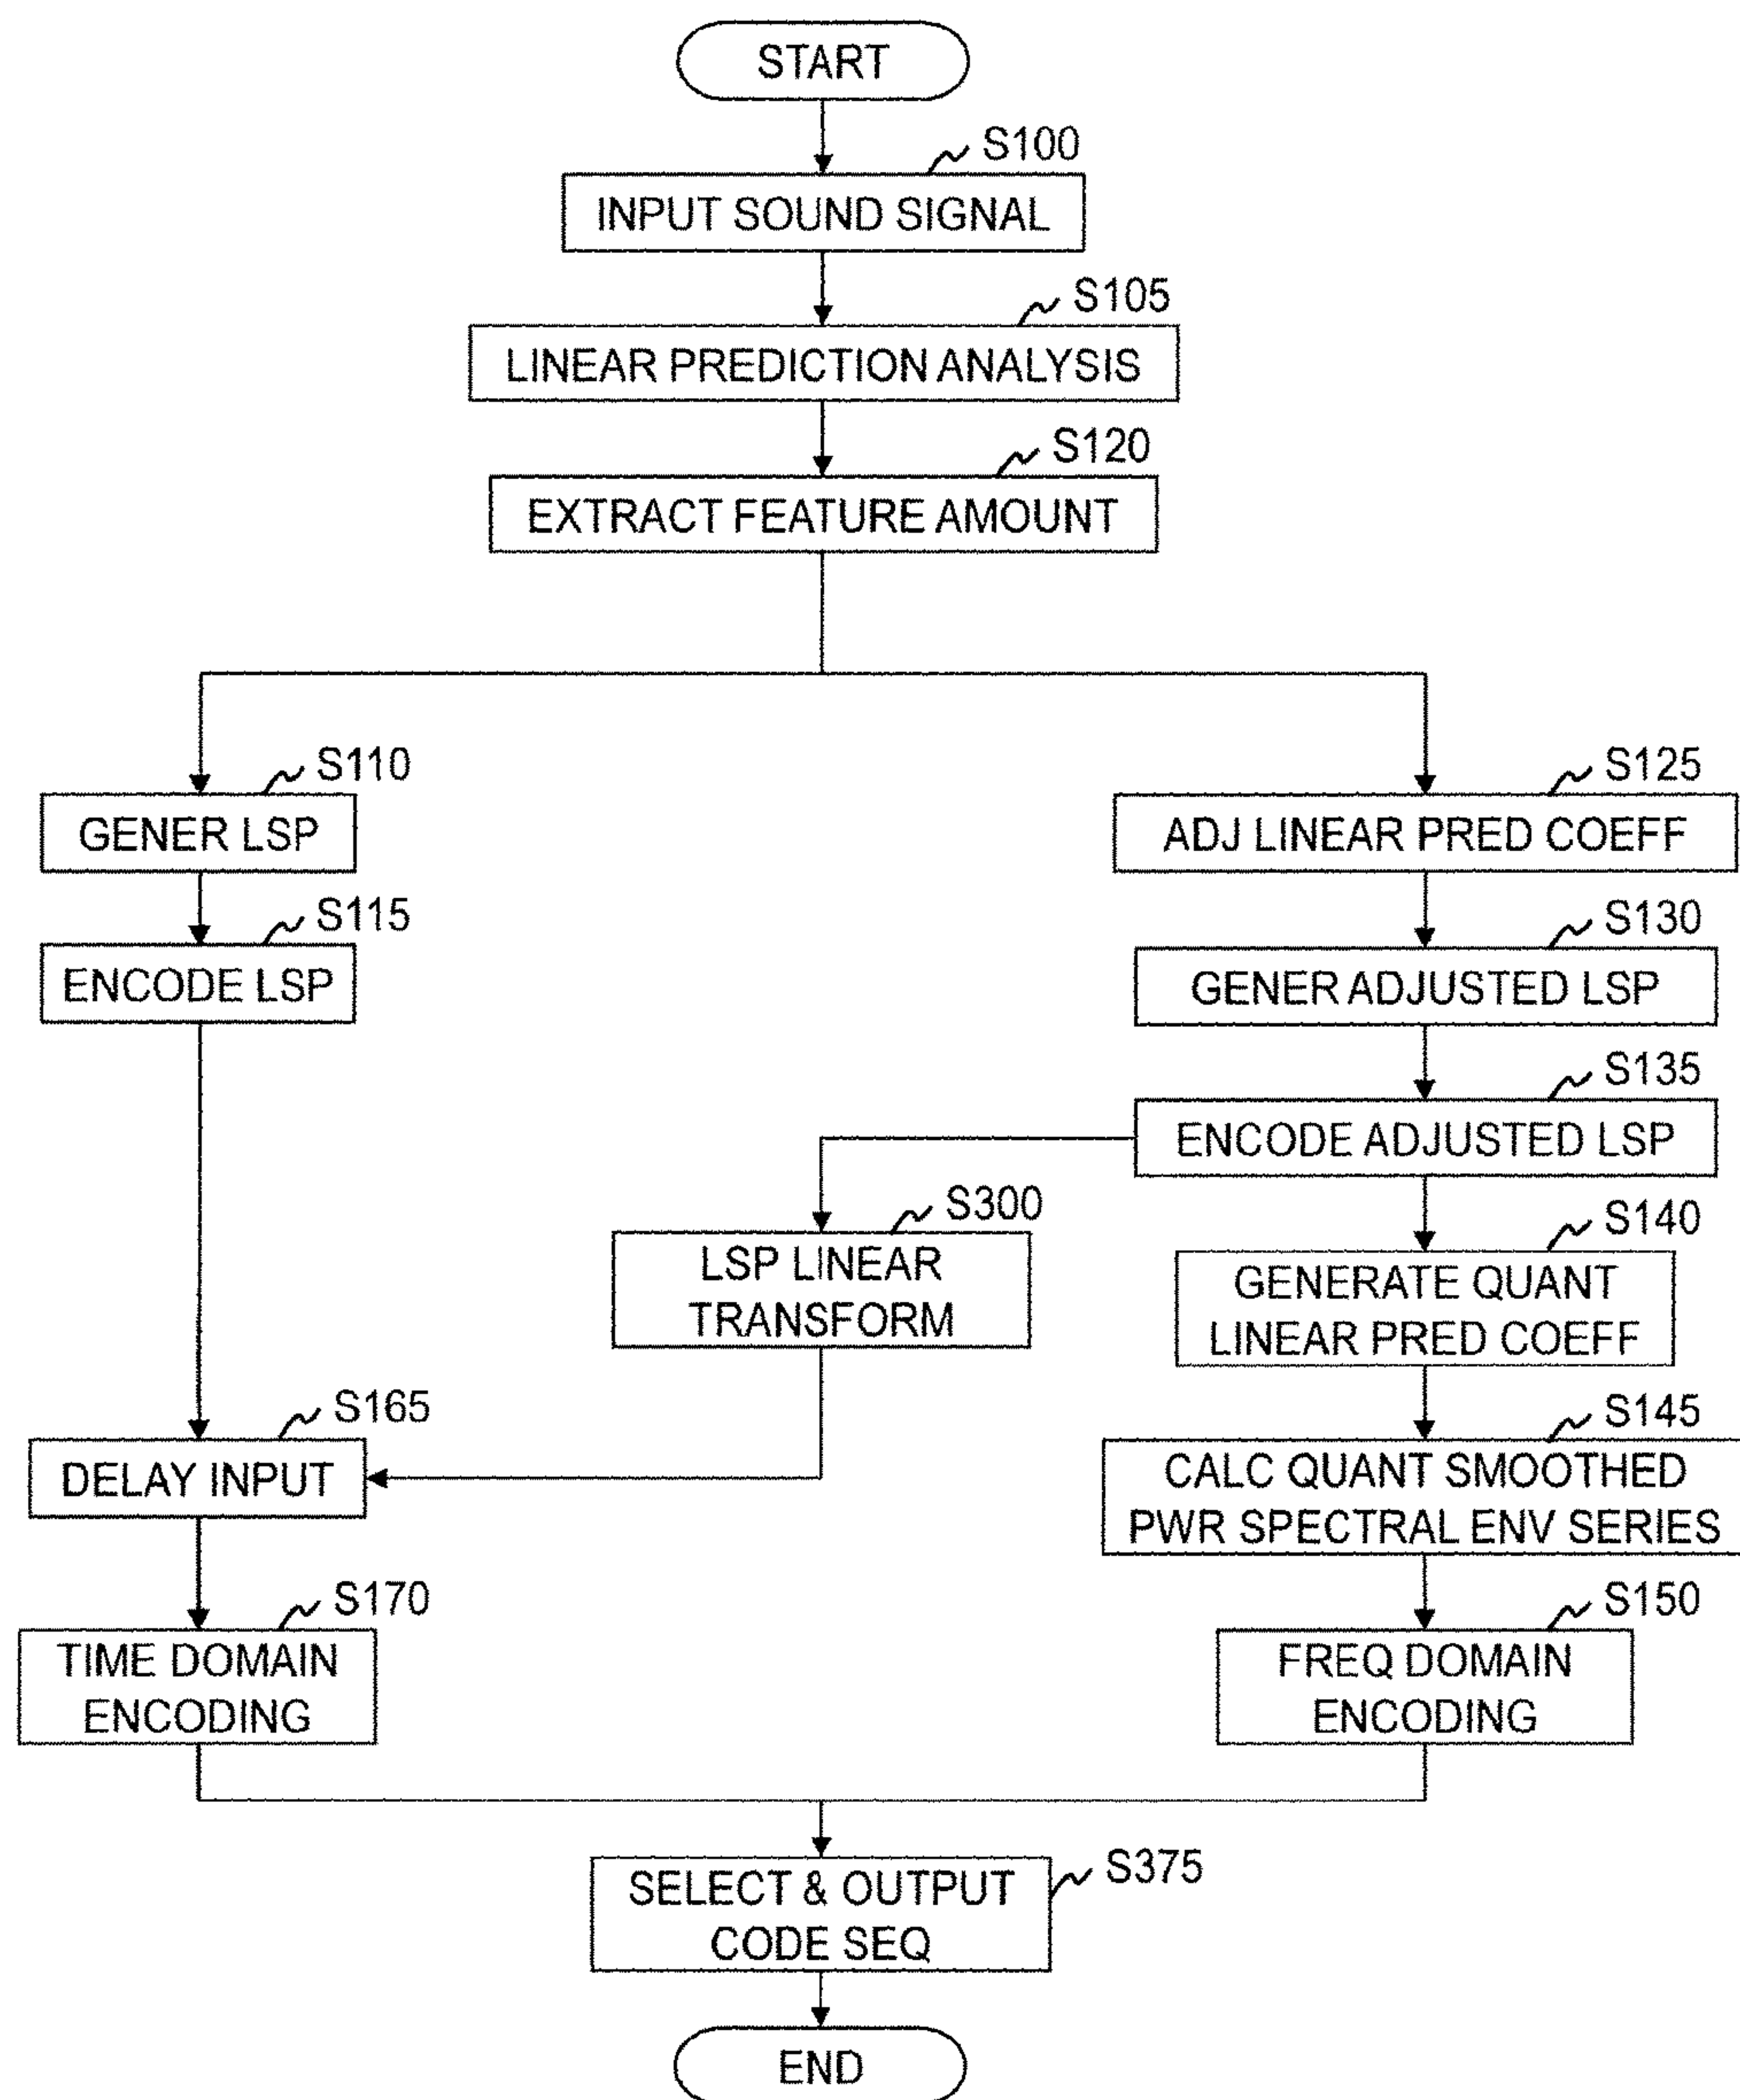 START
S100
INPUT SOUND SIGNAL
S105
LINEAR PREDICTION ANALYSIS
S120
EXTRACT FEATURE AMOUNT
S110
GENER LSP
S115
ENCODE LSP
S125
ADJ LINEAR PRED COEFF
S130
GENER ADJUSTED LSP
S135
ENCODE ADJUSTED LSP
S300
LSP LINEAR
TRANSFORM
S140
GENERATE QUANT
LINEAR PRED COEFF
S165
DELAY INPUT
S145
CALC QUANT SMOOTHED
PWR SPECTRAL ENV SERIES
S170
TIME DOMAIN
ENCODING
S150
FREQ DOMAIN
ENCODING
S375
SELECT & OUTPUT
CODE SEQ
END